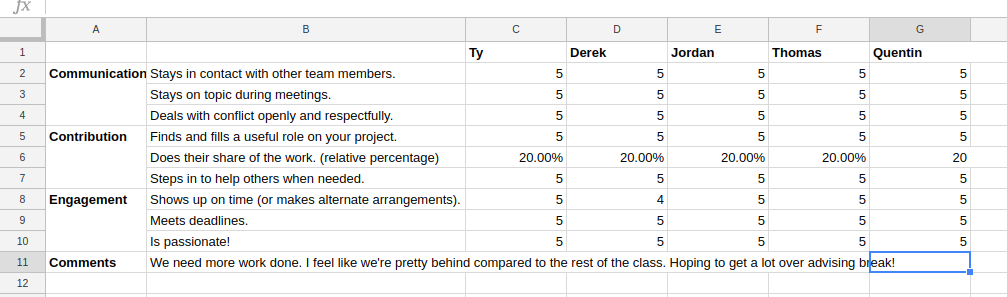 fx
A B C D E F G
1 Ty Derek Jordan Thomas Quentin
2 Communication Stays in contact with other team members. 5 5 5 5 5
3 Stays on topic during meetings. 5 5 5 5 5
4 Deals with conflict openly and respectfully. 5 5 5 5 5
5 Contribution Finds and fills a useful role on your project. 5 5 5 5 5
6 Does their share of the work. (relative percentage) 20.00% 20.00% 20.00% 20.00% 20
7 Steps in to help others when needed. 5 5 5 5 5
8 Engagement Shows up on time (or makes alternate arrangements). 5 4 5 5 5
9 Meets deadlines. 5 5 5 5 5
10 Is passionate! 5 5 5 5 5
11 Comments We need more work done. I feel like we're pretty behind compared to the rest of the class. Hoping to get a lot over advising break!
12